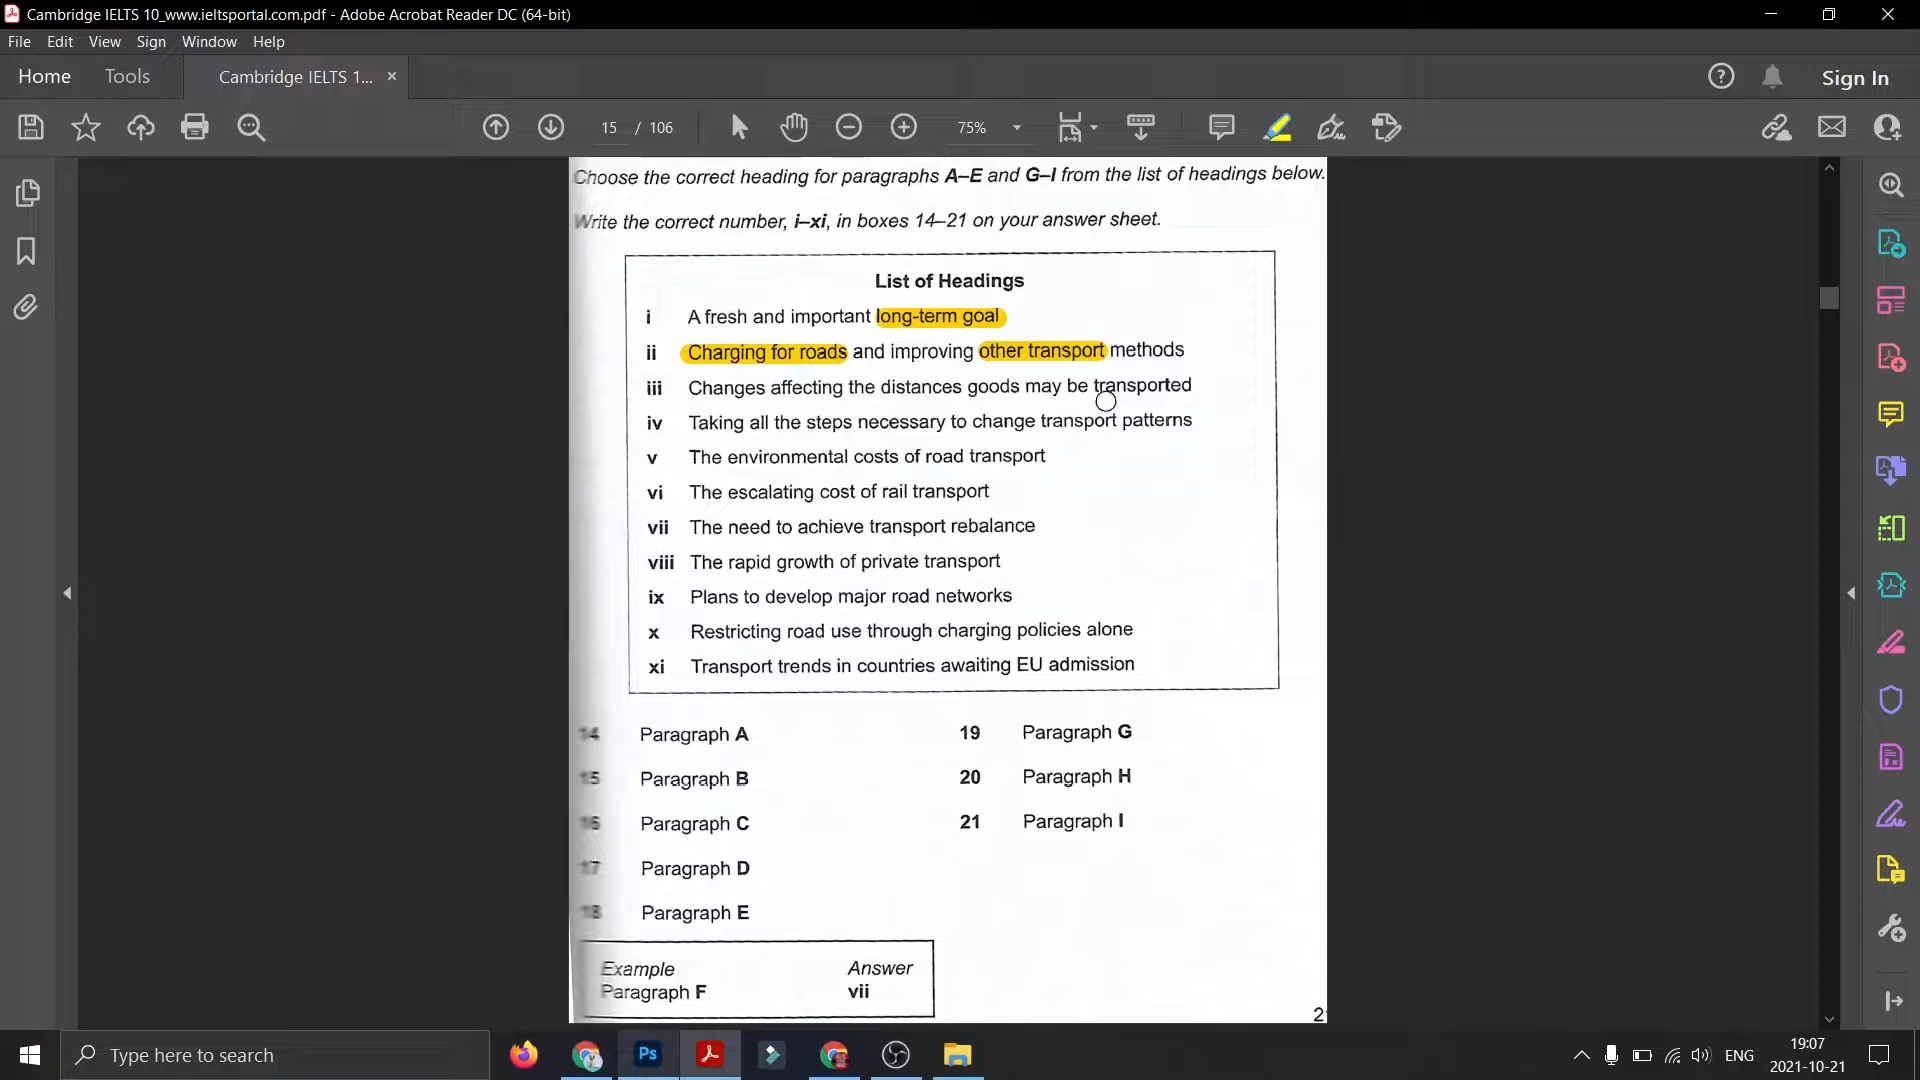 Cambridge IELTS 10_www.ieltsportal.com.pdf - Adobe Acrobat Reader DC (64-bit)
File Edit View Sign Window Help
Home Tools Cambridge IELTS 1... × Sign In
15 / 106 75%
Choose the correct heading for paragraphs A–E and G–I from the list of headings below.
Write the correct number, i–xi, in boxes 14–21 on your answer sheet.
List of Headings
i A fresh and important long-term goal
ii Charging for roads and improving other transport methods
iii Changes affecting the distances goods may be transported
iv Taking all the steps necessary to change transport patterns
v The environmental costs of road transport
vi The escalating cost of rail transport
vii The need to achieve transport rebalance
viii The rapid growth of private transport
ix Plans to develop major road networks
x Restricting road use through charging policies alone
xi Transport trends in countries awaiting EU admission
14 Paragraph A 19 Paragraph G
15 Paragraph B 20 Paragraph H
16 Paragraph C 21 Paragraph I
17 Paragraph D
18 Paragraph E
Example Answer
Paragraph F vii
2
Type here to search
Ps
ENG
19:07
2021-10-21